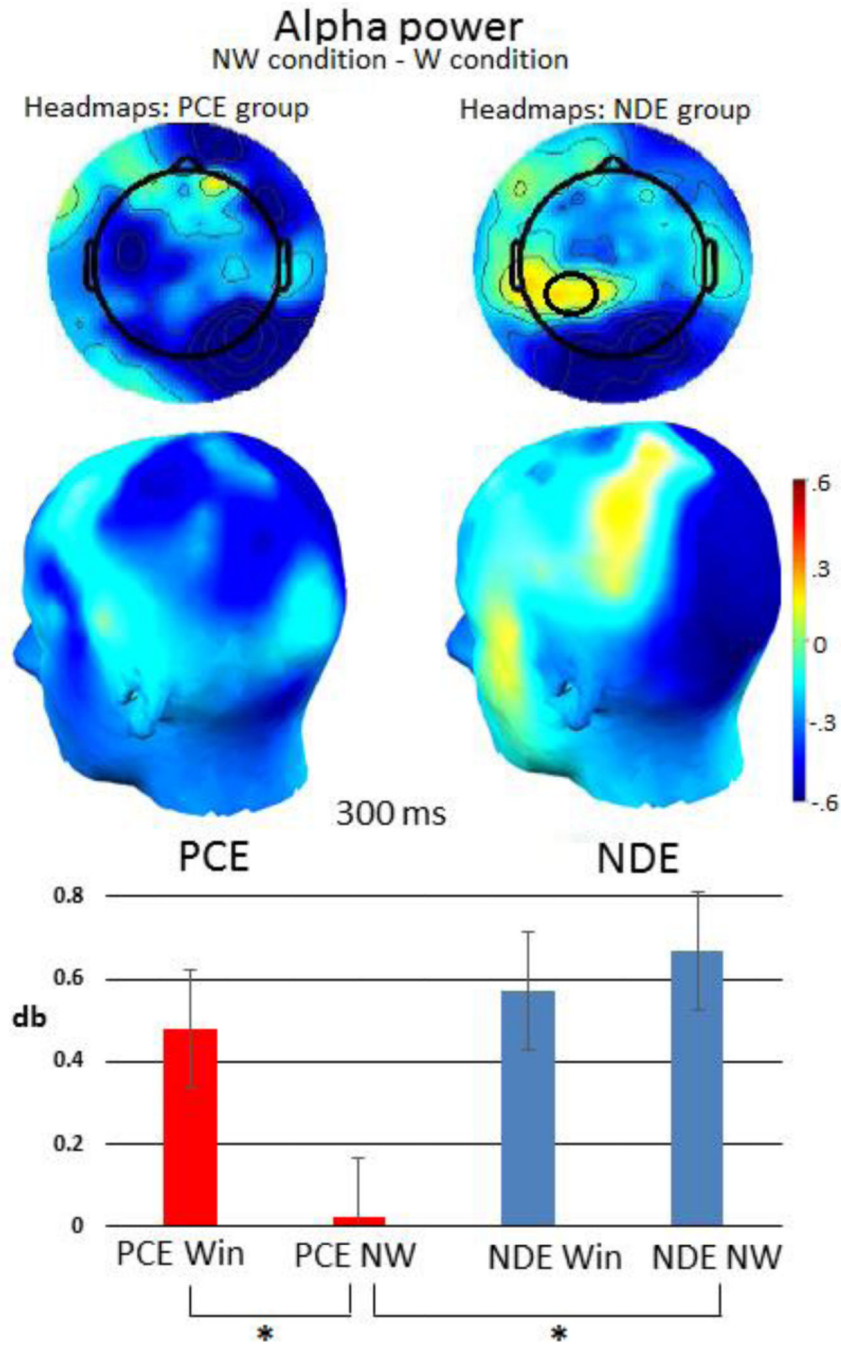 Alpha power
NW condition - W condition
Headmaps: PCE group
Headmaps: NDE group
.6
.3
0
-.3
-.6
300 ms
PCE
NDE
0.8
0.6
db
0.4
0.2
0
PCE Win
PCE NW
NDE Win
NDE NW
*
*